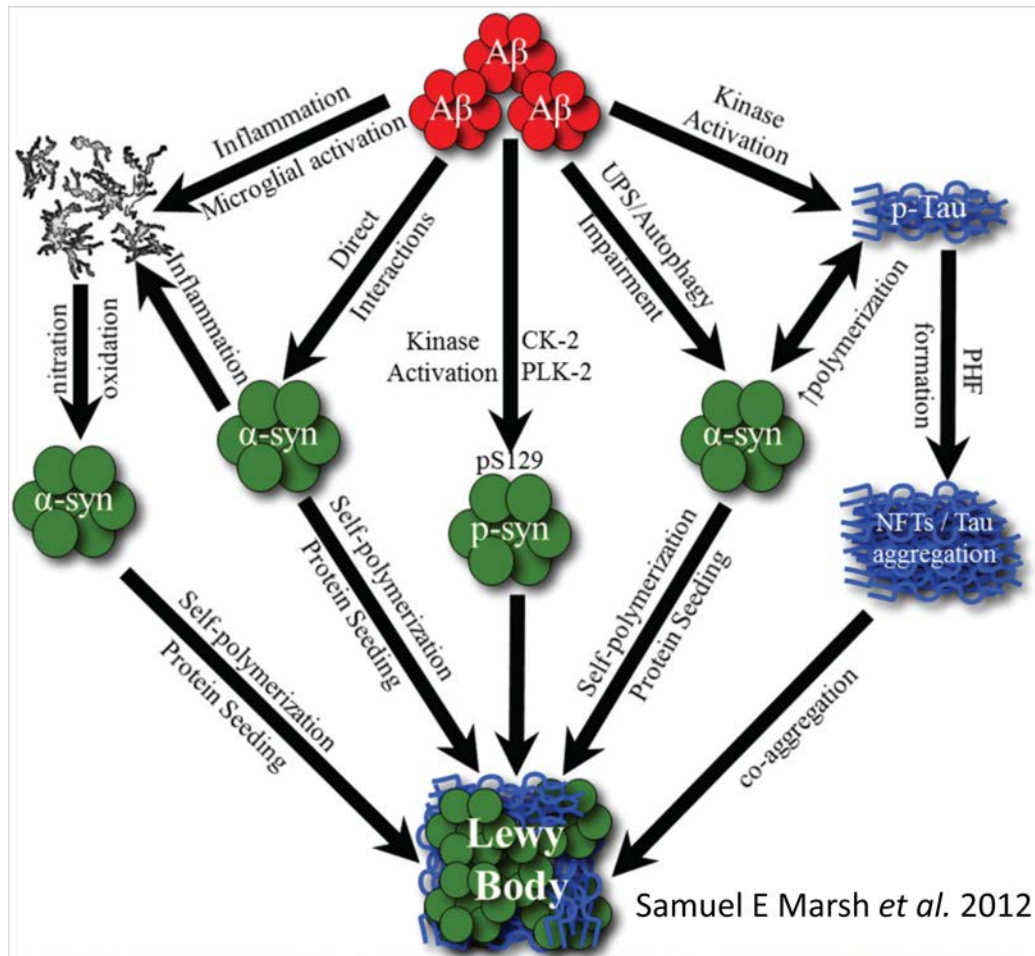 Aβ
Aβ
Aβ
Inflammation
Microglial activation
Direct
Interactions
Kinase
Activation
CK-2
PLK-2
UPS/Autophagy
Impairment
Kinase
Activation
p-Tau
Inflammation
nitration
oxidation
↑polymerization
PHF
formation
α-syn
α-syn
pS129
p-syn
α-syn
NFTs / Tau
aggregation
Self-polymerization
Protein Seeding
Self-polymerization
Protein Seeding
Self-polymerization
Protein Seeding
co-aggregation
Lewy
Body
Samuel E Marsh et al. 2012